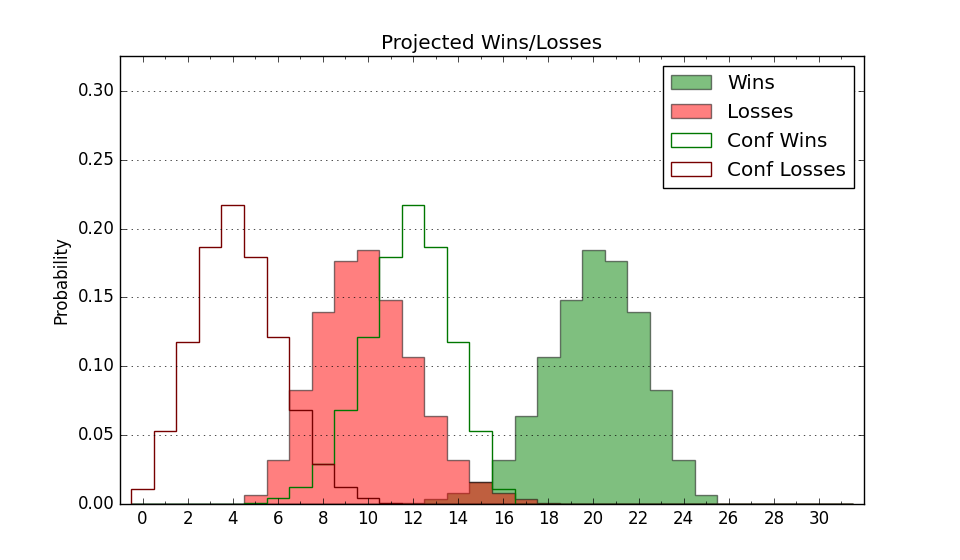 Projected Wins/Losses
Wins
Losses
Conf Wins
Conf Losses
Probability
0.30
0.25
0.20
0.15
0.10
0.05
0.00
0 2 4 6 8 10 12 14 16 18 20 22 24 26 28 30